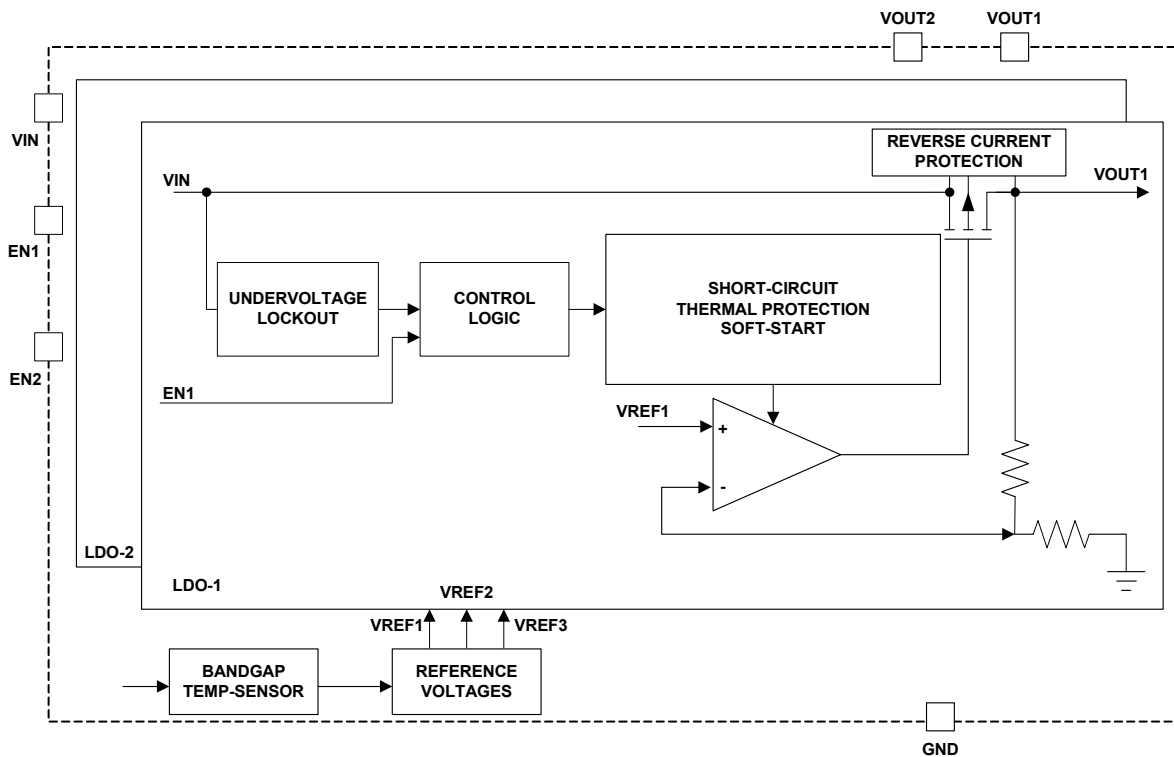 VOUT2
VOUT1
VIN
EN1
EN2
REVERSE CURRENT
PROTECTION
VIN
VOUT1
UNDERVOLTAGE
LOCKOUT
CONTROL
LOGIC
SHORT-CIRCUIT
THERMAL PROTECTION
SOFT-START
EN1
VREF1
+
-
LDO-2
LDO-1
VREF2
VREF1
VREF3
BANDGAP
TEMP-SENSOR
REFERENCE
VOLTAGES
GND